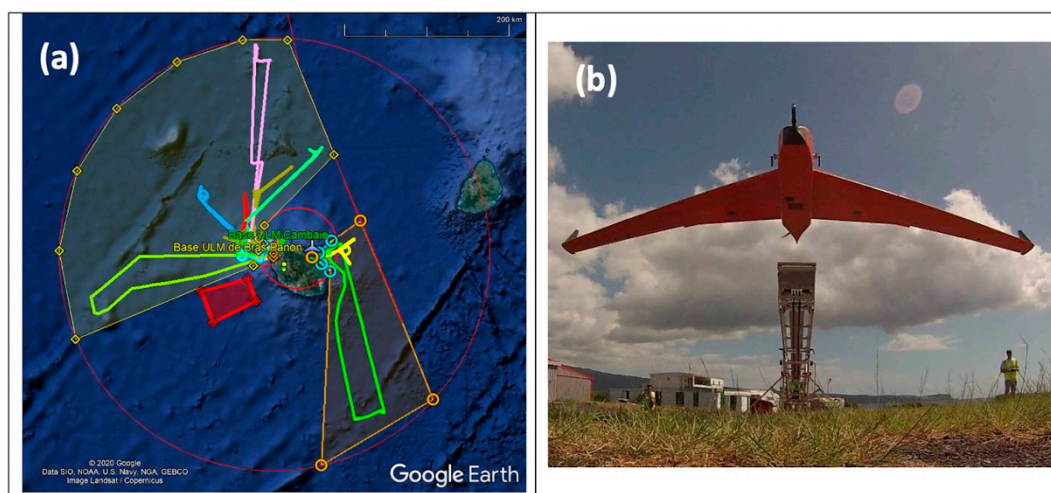 (a)
200 km
Base ULM Cambaie
Base ULM de Bras Panon
© 2020 Google
Data SIO, NOAA, U.S. Navy, NGA, GEBCO
Image Landsat / Copernicus
Google Earth
(b)